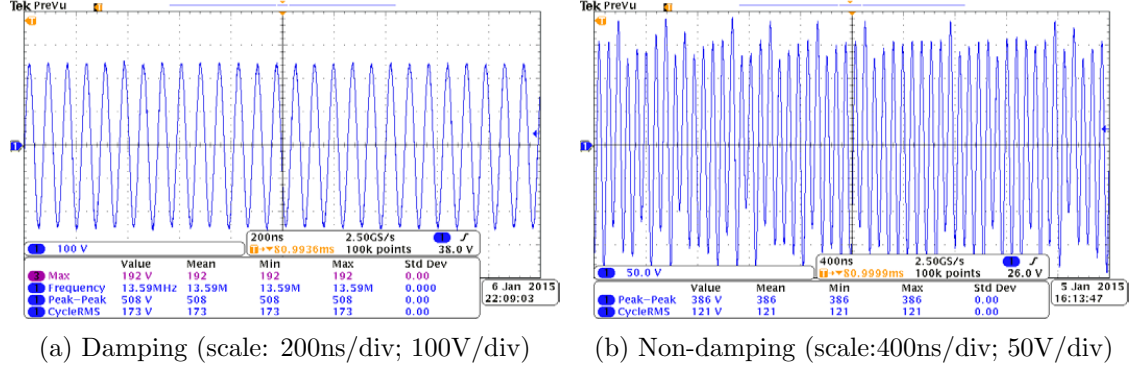 Tek PreVu
T
1
1 100 V
200ns 2.50GS/s 1 38.0 V
T→▼80.9936ms 100k points
Value Mean Min Max Std Dev
3 Max 192 V 192 192 192 0.00
1 Frequency 13.59MHz 13.59M 13.59M 13.59M 0.000
1 Peak-Peak 508 V 508 508 508 0.00
1 CycleRMS 173 V 173 173 173 0.00
6 Jan 2015
22:09:03
(a) Damping (scale: 200ns/div; 100V/div)
Tek PreVu
T
1
1 50.0 V
400ns 2.50GS/s 1 26.0 V
T→▼80.9999ms 100k points
Value Mean Min Max Std Dev
1 Peak-Peak 386 V 386 386 386 0.00
1 CycleRMS 121 V 121 121 121 0.00
5 Jan 2015
16:13:47
(b) Non-damping (scale:400ns/div; 50V/div)